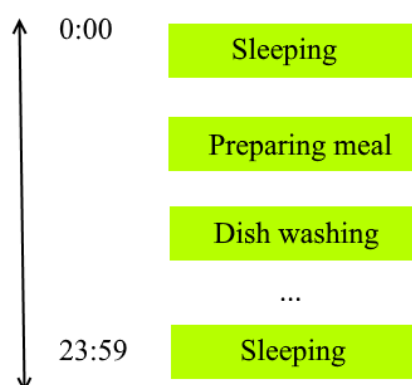 0:00
Sleeping
Preparing meal
Dish washing
...
23:59
Sleeping